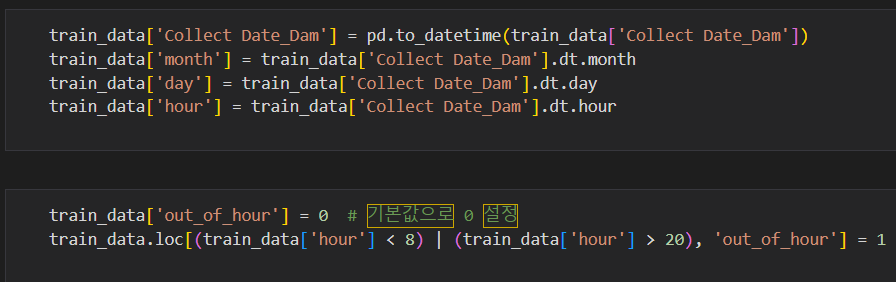 train_data['Collect Date_Dam'] = pd.to_datetime(train_data['Collect Date_Dam'])
train_data['month'] = train_data['Collect Date_Dam'].dt.month
train_data['day'] = train_data['Collect Date_Dam'].dt.day
train_data['hour'] = train_data['Collect Date_Dam'].dt.hour
train_data['out_of_hour'] = 0  # 기본값으로 0 설정
train_data.loc[(train_data['hour'] < 8) | (train_data['hour'] > 20), 'out_of_hour'] = 1